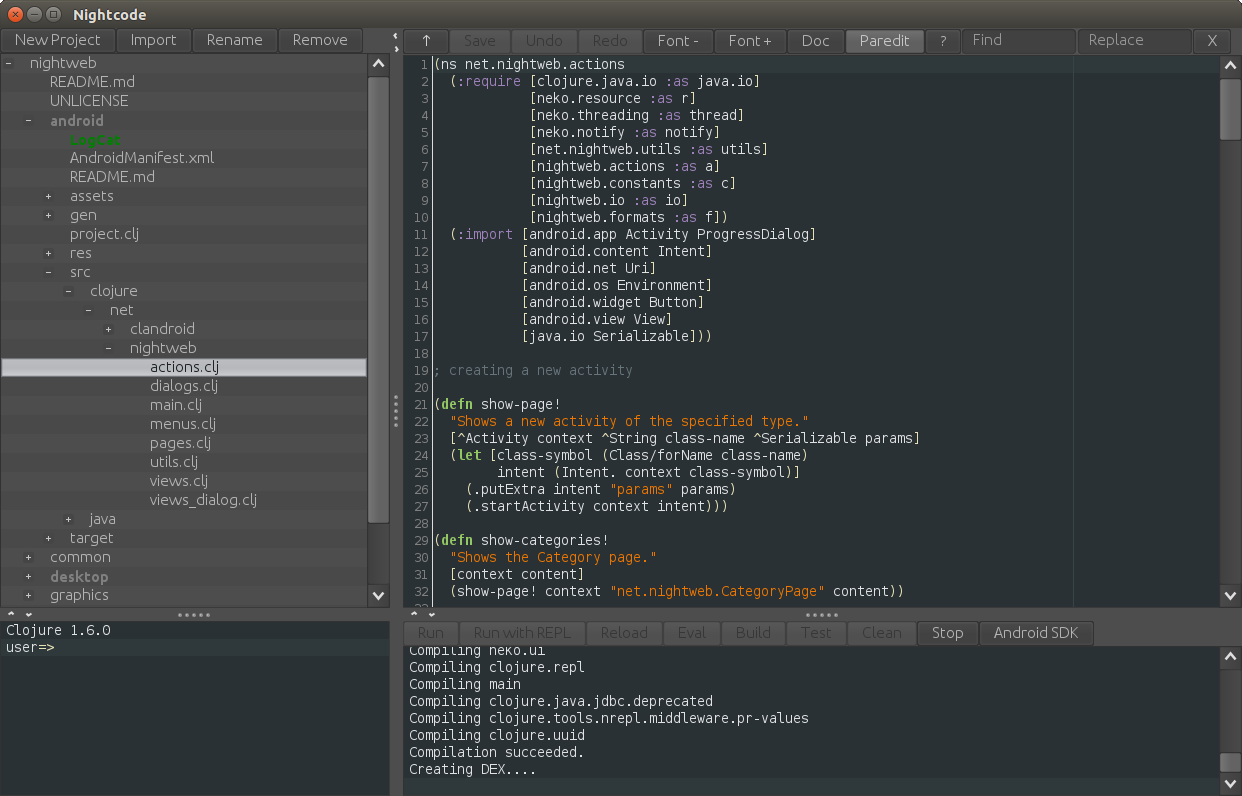 Nightcode
New Project Import Rename Remove
↑ Save Undo Redo Font - Font + Doc Paredit ? Find Replace X
- nightweb
README.md
UNLICENSE
- android
LogCat
AndroidManifest.xml
README.md
+ assets
+ gen
project.clj
+ res
- src
- clojure
- net
+ clandroid
- nightweb
actions.clj
dialogs.clj
main.clj
menus.clj
pages.clj
utils.clj
views.clj
views_dialog.clj
+ java
+ target
+ common
+ desktop
+ graphics
1 (ns net.nightweb.actions
2   (:require [clojure.java.io :as java.io]
3             [neko.resource :as r]
4             [neko.threading :as thread]
5             [neko.notify :as notify]
6             [net.nightweb.utils :as utils]
7             [nightweb.actions :as a]
8             [nightweb.constants :as c]
9             [nightweb.io :as io]
10            [nightweb.formats :as f])
11  (:import [android.app Activity ProgressDialog]
12           [android.content Intent]
13           [android.net Uri]
14           [android.os Environment]
15           [android.widget Button]
16           [android.view View]
17           [java.io Serializable]))
18
19 ; creating a new activity
20
21 (defn show-page!
22   "Shows a new activity of the specified type."
23   [^Activity context ^String class-name ^Serializable params]
24   (let [class-symbol (Class/forName class-name)
25         intent (Intent. context class-symbol)]
26     (.putExtra intent "params" params)
27     (.startActivity context intent)))
28
29 (defn show-categories!
30   "Shows the Category page."
31   [context content]
32   (show-page! context "net.nightweb.CategoryPage" content))
Clojure 1.6.0
user=>
Run Run with REPL Reload Eval Build Test Clean Stop Android SDK
Compiling neko.ui
Compiling clojure.repl
Compiling main
Compiling clojure.java.jdbc.deprecated
Compiling clojure.tools.nrepl.middleware.pr-values
Compiling clojure.uuid
Compilation succeeded.
Creating DEX....